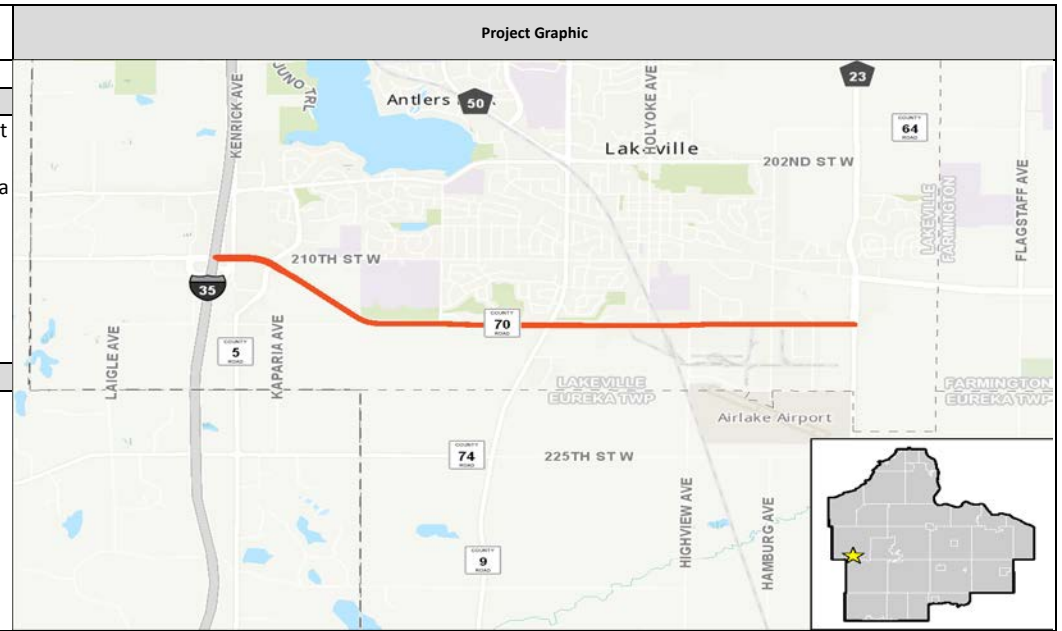 Project Graphic
t
a
KENRICK AVE
JUNO TRL
Antlers
50
HOLYOKE AVE
23
COUNTY
64
ROAD
Lak ville
202ND ST W
LAKEVILLE
FARMINGTON
FLAGSTAFF AVE
210TH ST W
35
LAIGLE AVE
COUNTY
5
ROAD
KAPARIA AVE
COUNTY
70
ROAD
LAKEVILLE
EUREKA TWP
FARMINGTON
EUREKA TWP
Airlake Airport
COUNTY
74
ROAD
225TH ST W
HIGHVIEW AVE
HAMBURG AVE
COUNTY
9
ROAD